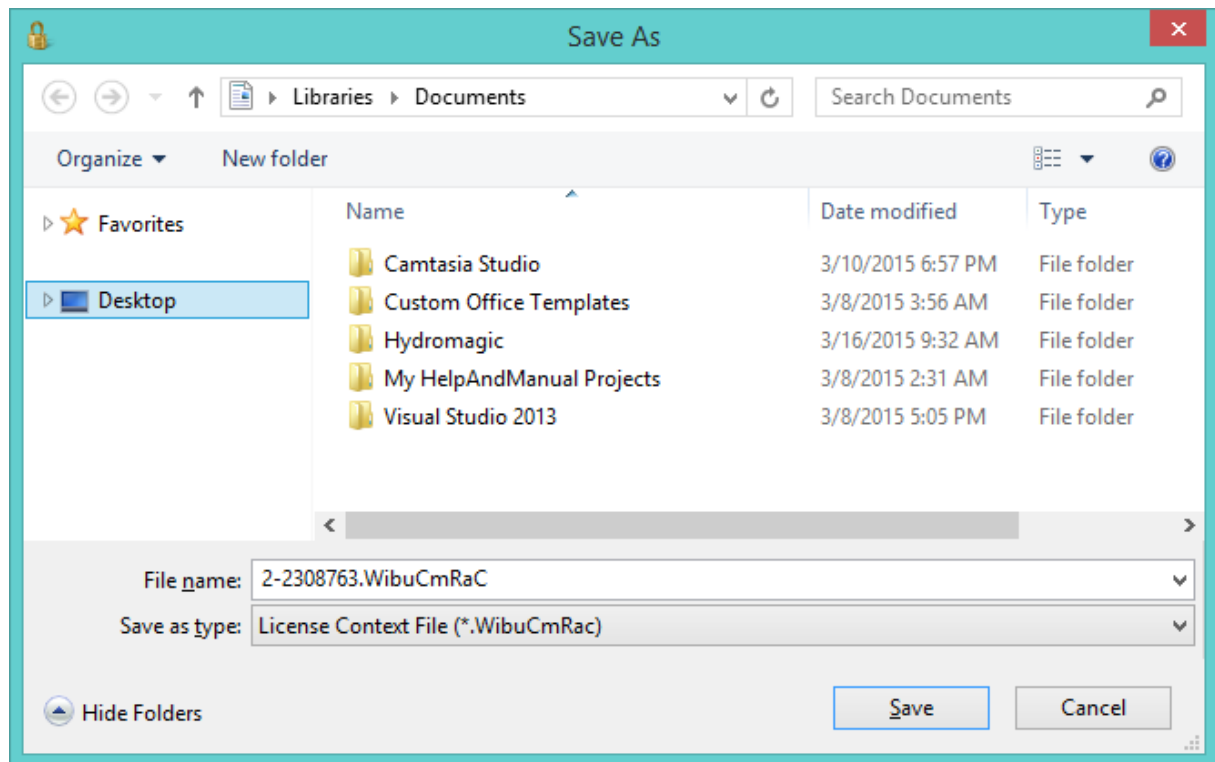 Save As
Libraries Documents Search Documents
Organize New folder
Name Date modified Type
Favorites
Camtasia Studio 3/10/2015 6:57 PM File folder
Desktop Custom Office Templates 3/8/2015 3:56 AM File folder
Hydromagic 3/16/2015 9:32 AM File folder
My HelpAndManual Projects 3/8/2015 2:31 AM File folder
Visual Studio 2013 3/8/2015 5:05 PM File folder
File name: 2-2308763.WibuCmRaC
Save as type: License Context File (*.WibuCmRac)
Hide Folders Save Cancel